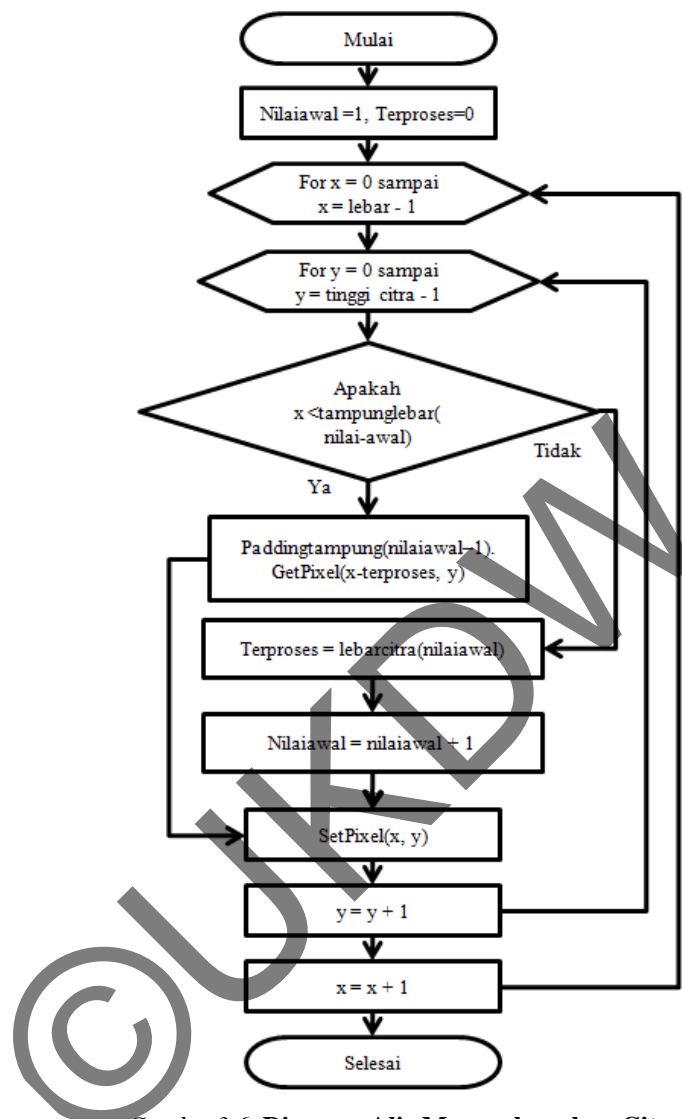 Mulai
Nilaiawal =1, Terproses=0
For x = 0 sampai
x = lebar - 1
For y = 0 sampai
y = tinggi citra - 1
Apakah
x <tampunglebar(
nilai-awal)
Tidak
Ya
Paddingtampung(nilaiawal–1).
GetPixel(x-terproses, y)
Terproses = lebarcitra(nilaiawal)
Nilaiawal = nilaiawal + 1
SetPixel(x, y)
y = y + 1
x = x + 1
Selesai
©UKDW